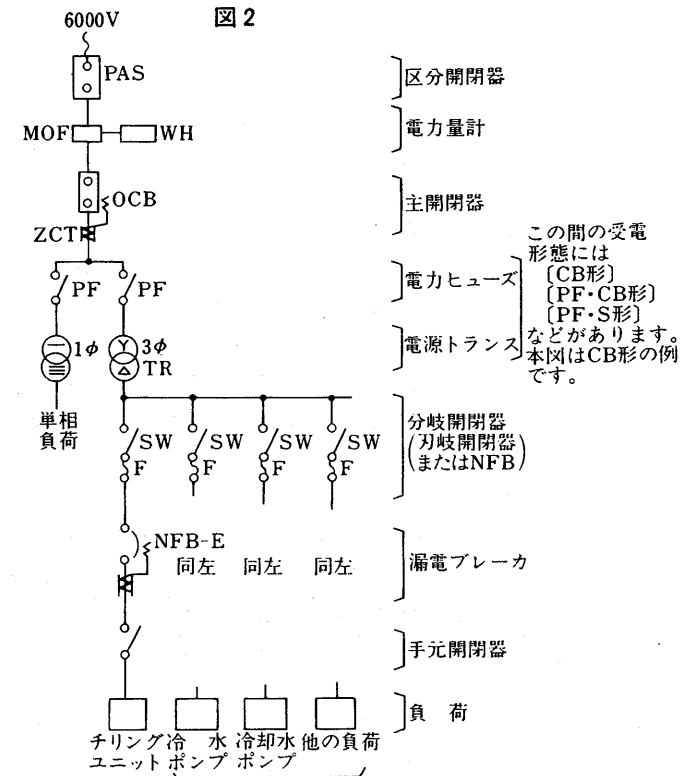 図2
6000V
PAS
区分開閉器
MOF
WH
電力量計
OCB
主開閉器
ZCT
この間の受電
形態には
〔CB形〕
〔PF・CB形〕
〔PF・S形〕
などがあります。
本図はCB形の例
です。
PF
PF
電力ヒューズ
1φ
3φ
TR
電源トランス
単相
負荷
分岐開閉器
(刃岐開閉器
またはNFB)
SW
SW
SW
SW
F
F
F
F
NFB-E
同左
同左
同左
漏電ブレーカ
手元開閉器
負 荷
チリング
ユニット
冷 水
ポンプ
冷却水
ポンプ
他の負荷